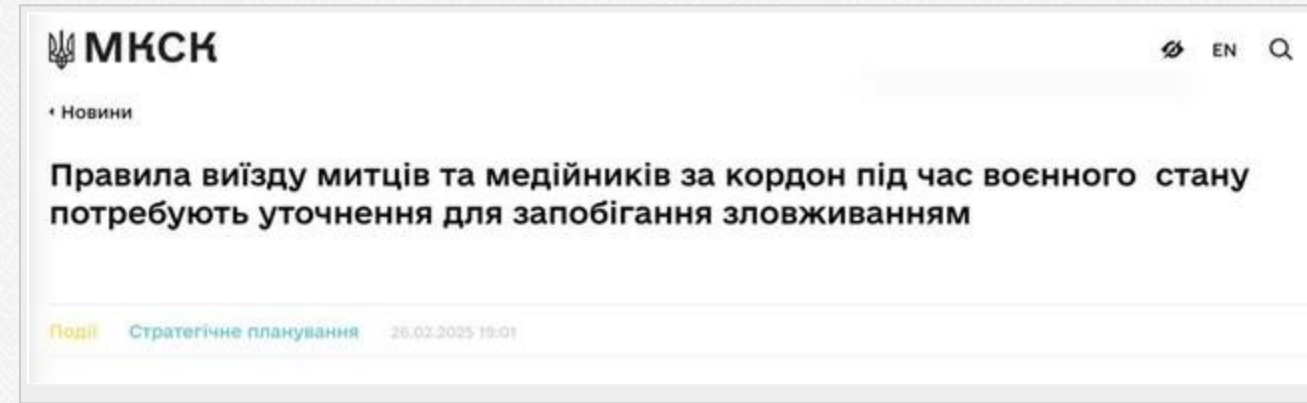 МКСК
EN
‹ Новини
Правила виїзду митців та медійників за кордон під час воєнного стану
потребують уточнення для запобігання зловживанням
Події Стратегічне планування 26.02.2025 19:01